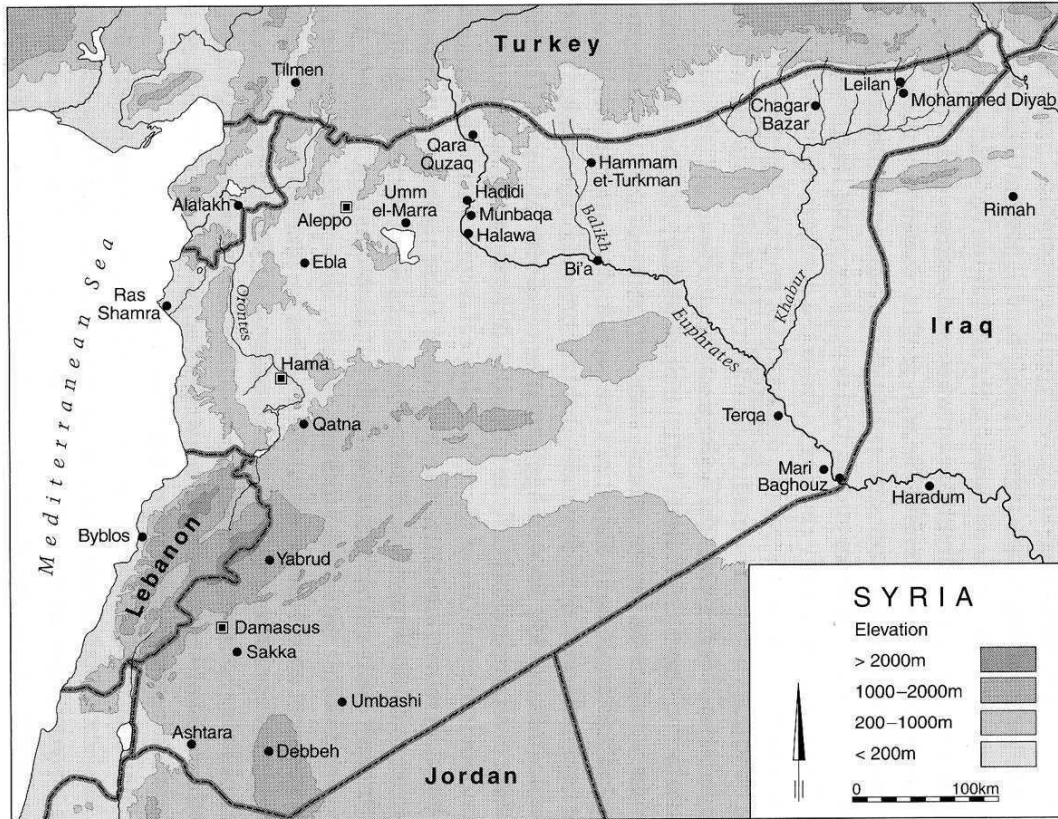 Turkey
Tilmen
Leilan
Mohammed Diyab
Chagar
Bazar
Qara
Quzaq
Hammam
et-Turkman
Hadidi
Umm
el-Marra
Alalakh
Aleppo
Munbaqa
Rimah
Halawa
Balikh
Ebla
Bi'a
Mediterranean Sea
Ras
Shamra
Orontes
Khabur
Euphrates
Iraq
Hama
Terqa
Qatna
Mari
Baghouz
Haradum
Byblos
Lebanon
Yabrud
Damascus
Sakka
Umbashi
Ashtara
Debbeh
Jordan
SYRIA
Elevation
> 2000m
1000–2000m
200–1000m
< 200m
0 100km